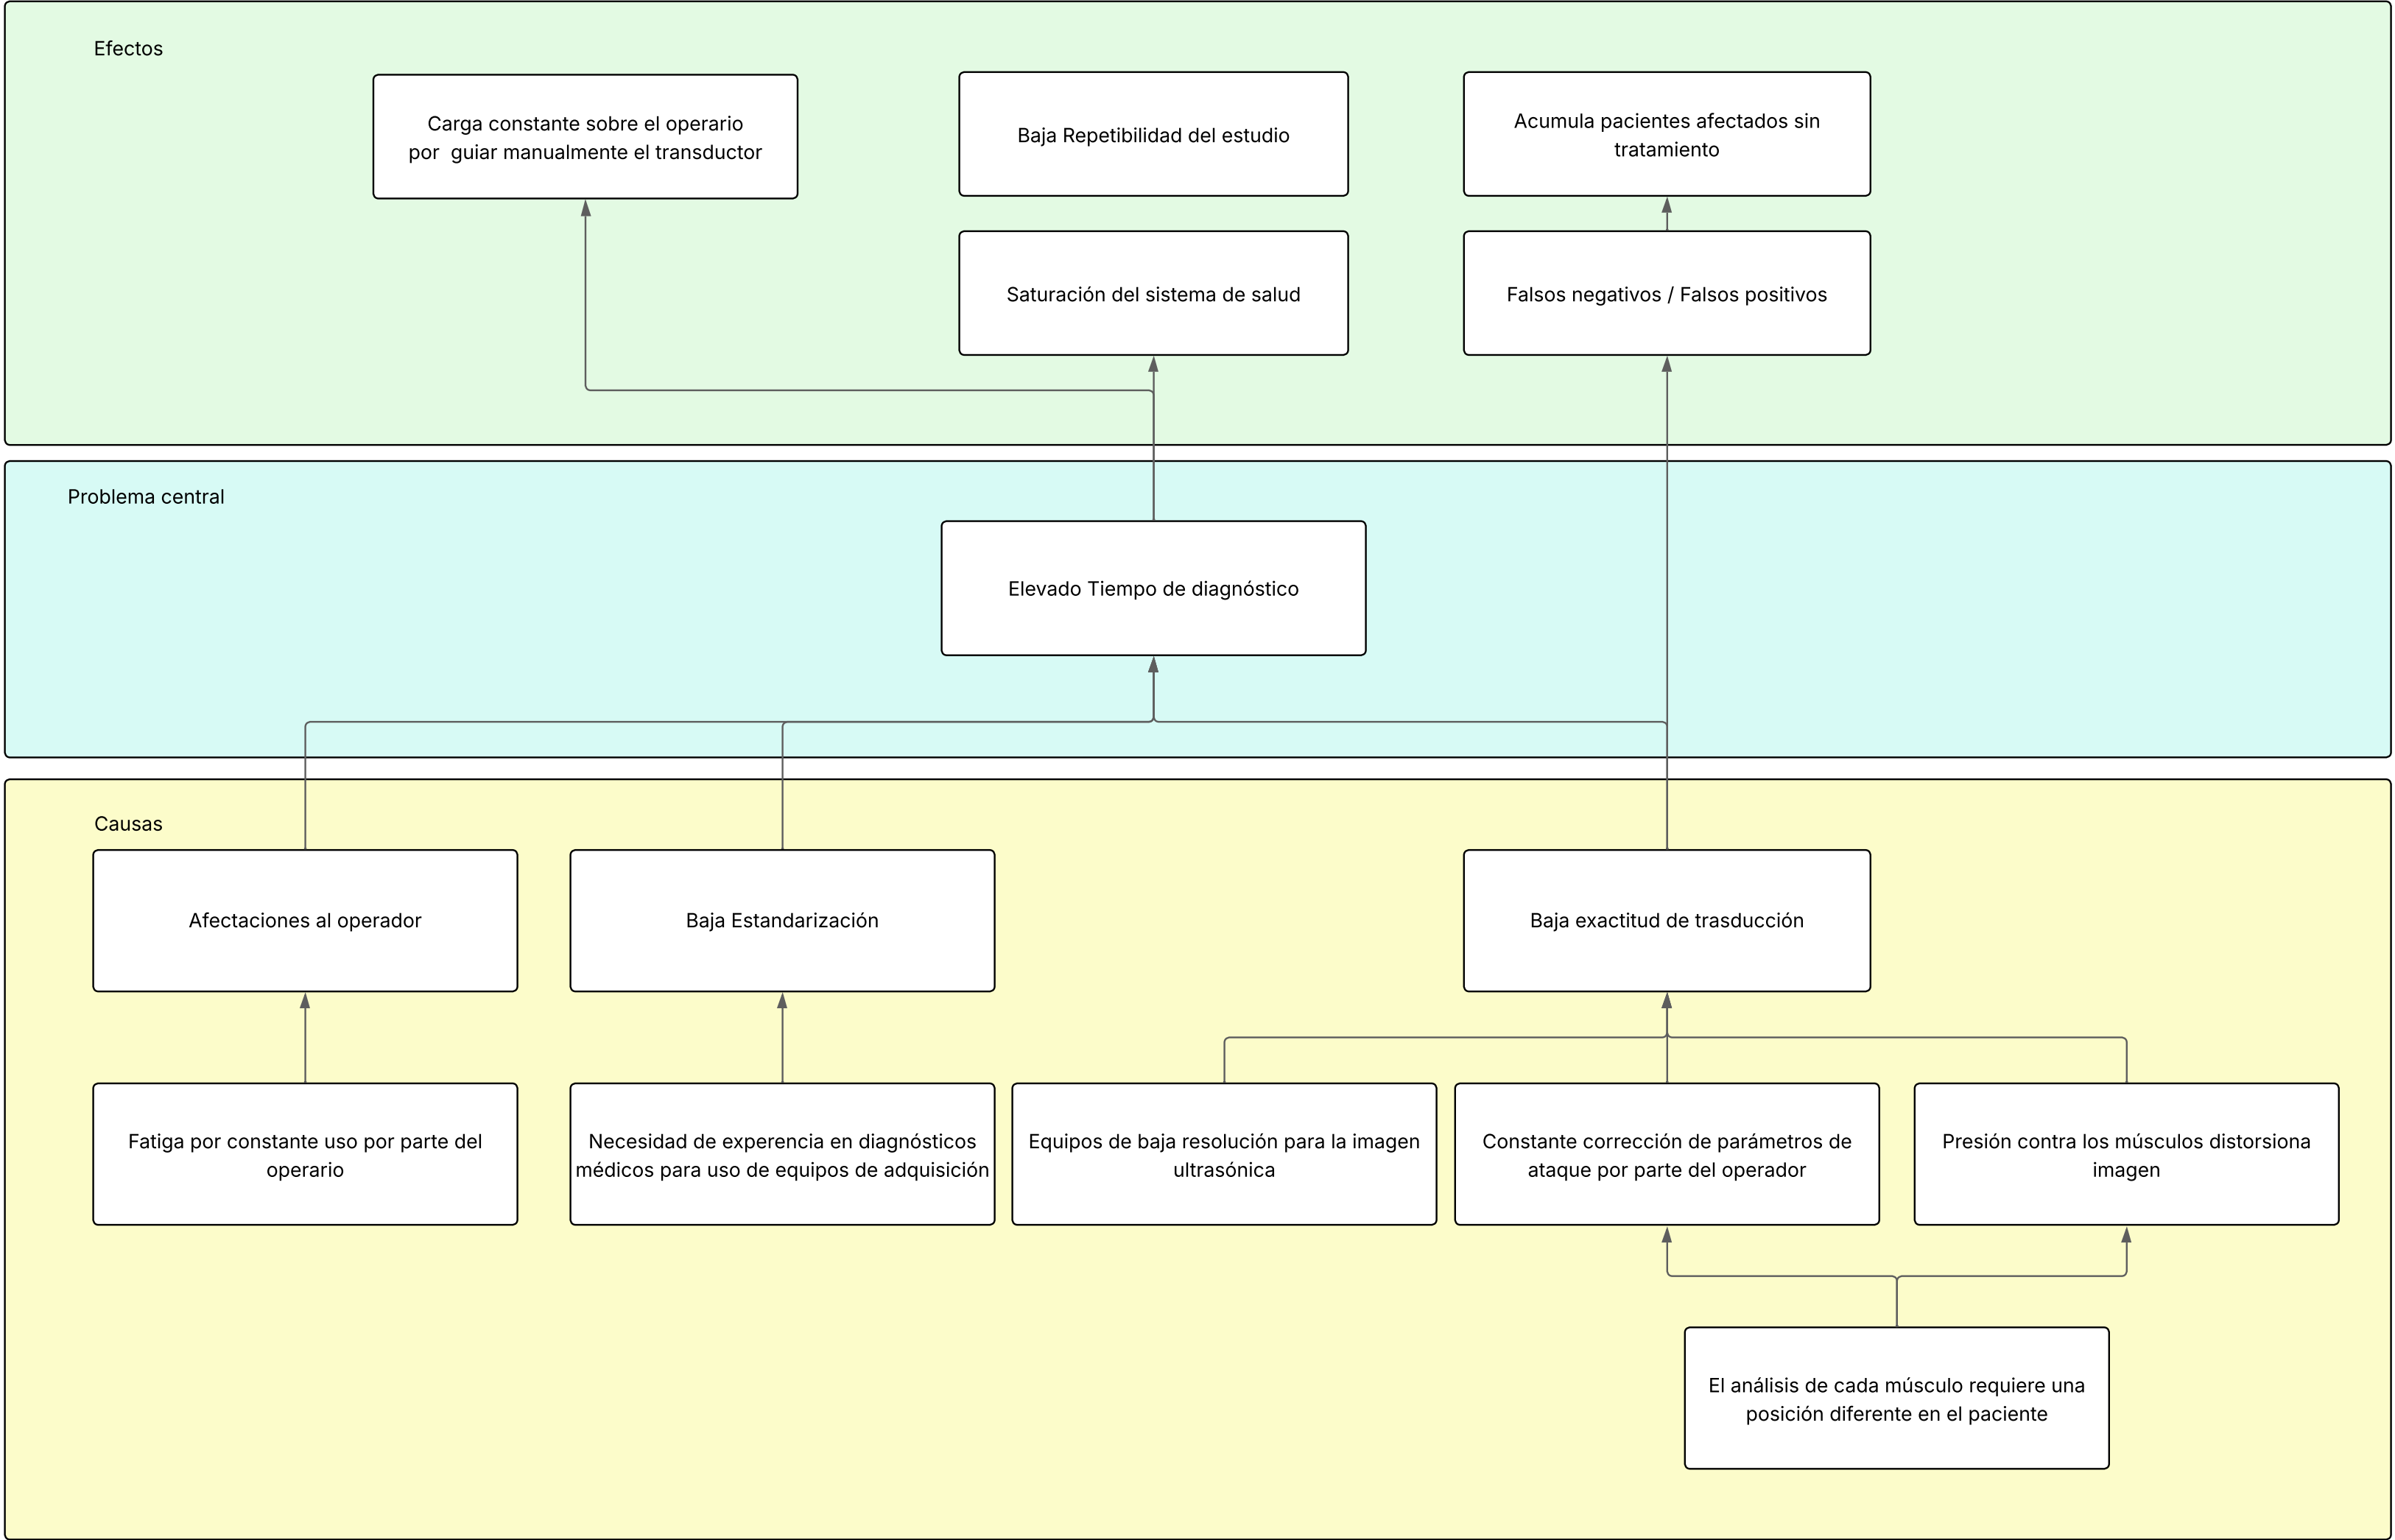 Efectos
Carga constante sobre el operario
por  guiar manualmente el transductor
Baja Repetibilidad del estudio
Acumula pacientes afectados sin
tratamiento
Saturación del sistema de salud
Falsos negativos / Falsos positivos
Problema central
Elevado Tiempo de diagnóstico
Causas
Afectaciones al operador
Baja Estandarización
Baja exactitud de trasducción
Fatiga por constante uso por parte del
operario
Necesidad de experencia en diagnósticos
médicos para uso de equipos de adquisición
Equipos de baja resolución para la imagen
ultrasónica
Constante corrección de parámetros de
ataque por parte del operador
Presión contra los músculos distorsiona
imagen
El análisis de cada músculo requiere una
posición diferente en el paciente